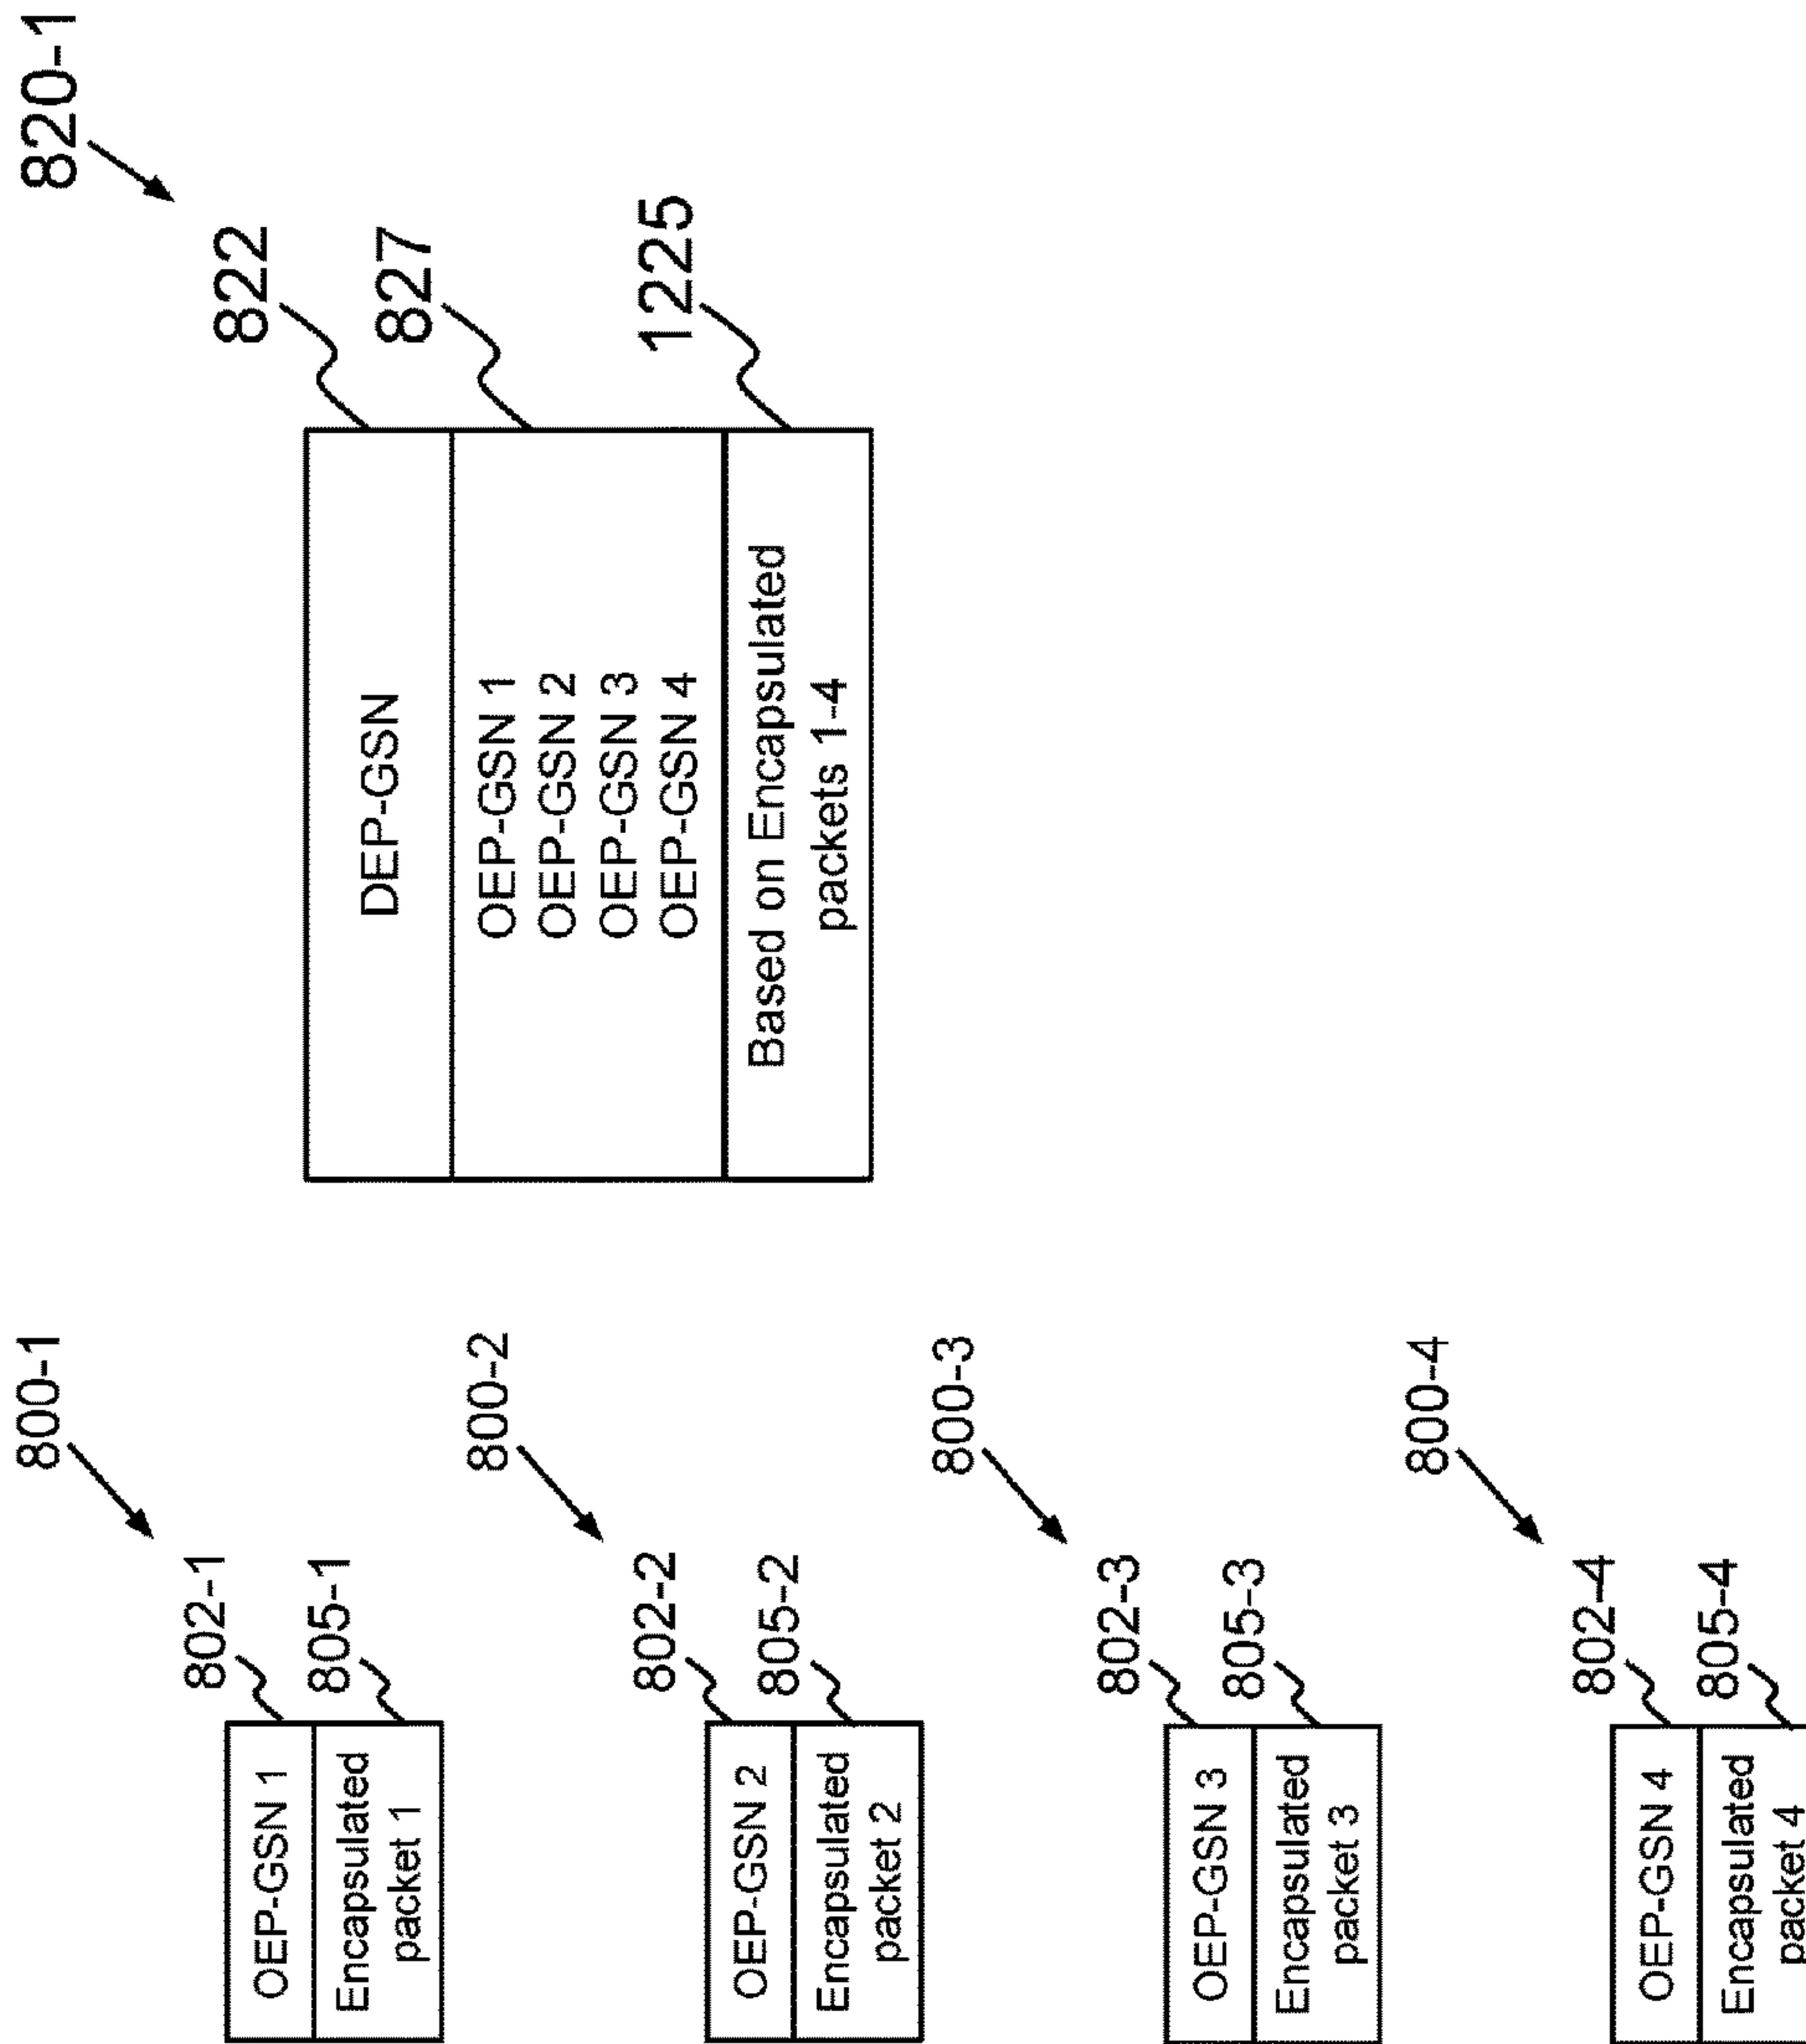 800-1
802-1
OEP-GSN 1
805-1
Encapsulated
packet 1
800-2
802-2
OEP-GSN 2
805-2
Encapsulated
packet 2
800-3
802-3
OEP-GSN 3
805-3
Encapsulated
packet 3
800-4
802-4
OEP-GSN 4
805-4
Encapsulated
packet 4
820-1
822
DEP-GSN
827
OEP-GSN 1
OEP-GSN 2
OEP-GSN 3
OEP-GSN 4
1225
Based on Encapsulated
packets 1-4